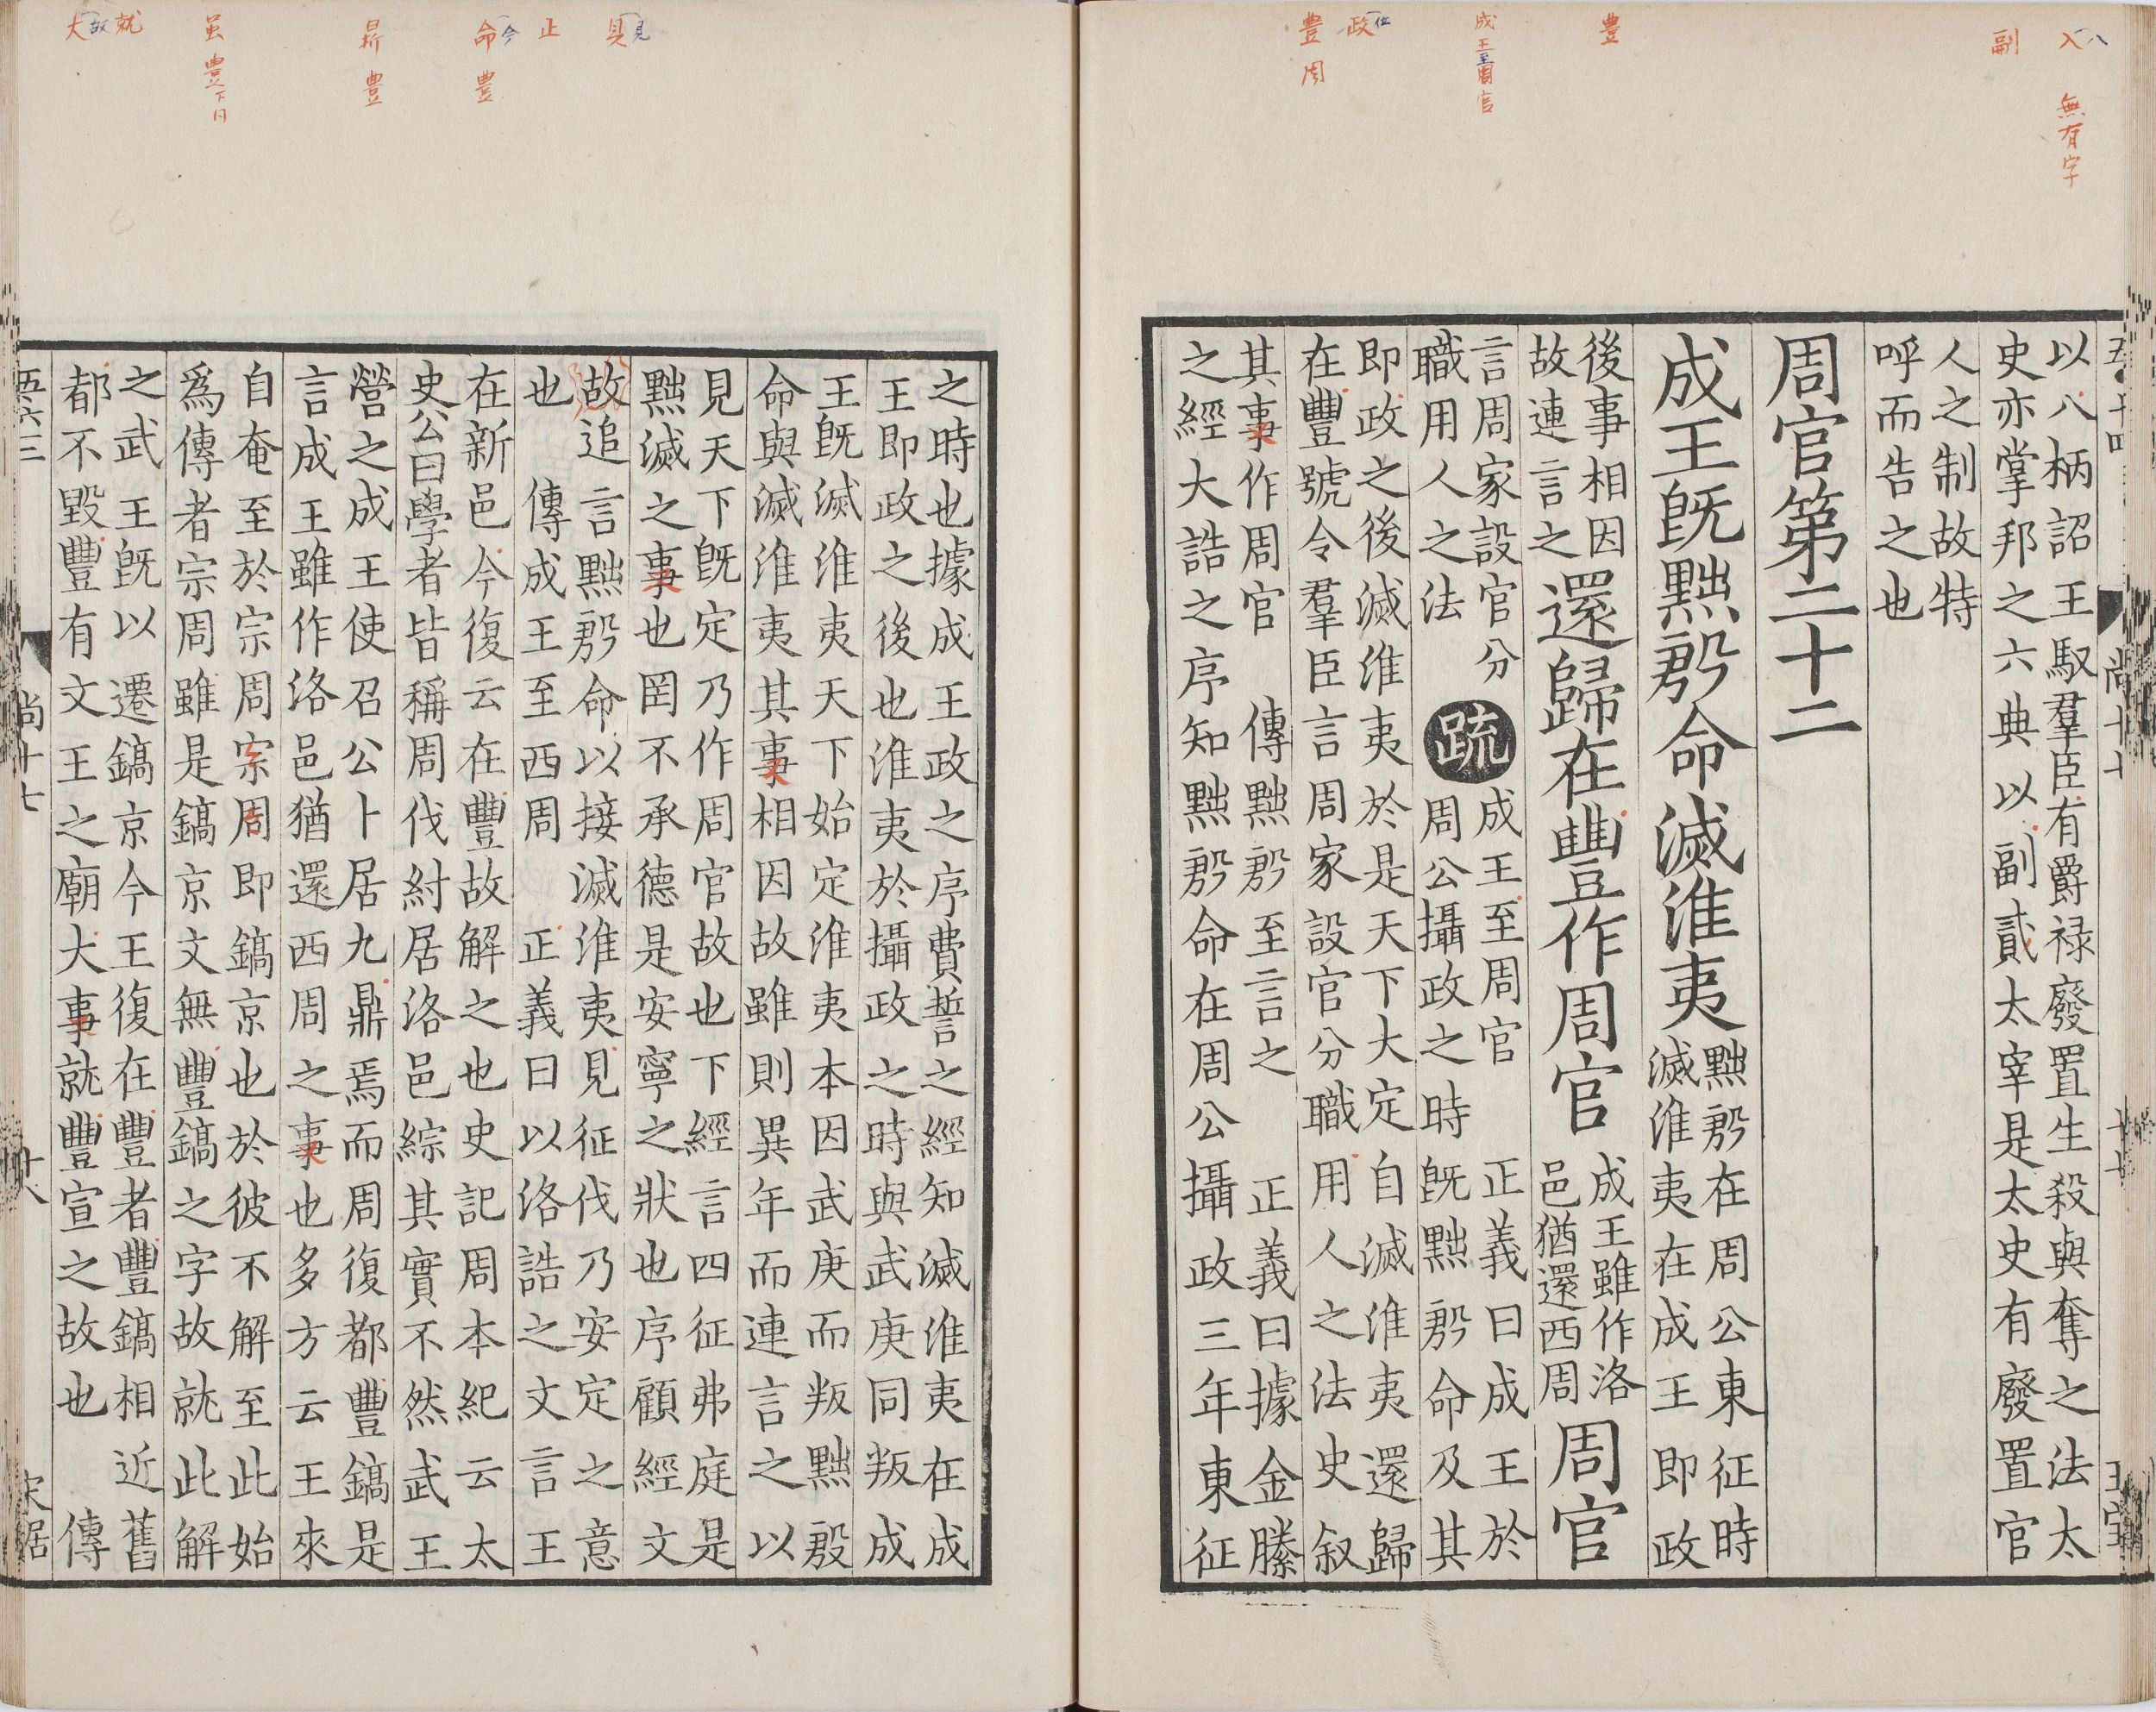 入 八
無有字
副
豊
成王至周官
政 位
豊
周
以八柄詔王馭羣臣有爵禄廢置生殺與奪之法太
史亦掌邦之六典以副貳太宰是太史有廢置官
人之制故特
呼而告之也
周官第二十二
成王旣黜殷命滅淮夷
黜殷在周公東征時
滅淮夷在成王即政
後事相因
故連言之
還歸在豐作周官
成王雖作洛
邑猶還西周
周官
言周家設官分
職用人之法
疏
成王至周官 正義曰成王於
周公攝政之時旣黜殷命及其
即政之後滅淮夷於是天下大定自滅淮夷還歸
在豐號令羣臣言周家設官分職用人之法史叙
其事作周官 傳黜殷至言之 正義曰據金縢
之經大誥之序知黜殷命在周公攝政三年東征
具 見
正
命 今
豊
鼎
豊
虽
豊下同
就
大 故
之時也據成王政之序費誓之經知滅淮夷在成
王即政之後也淮夷於攝政之時與武庚同叛成
王旣滅淮夷天下始定淮夷本因武庚而叛黜殷
命與滅淮夷其事相因故雖則異年而連言之以
見天下旣定乃作周官故也下經言四征弗庭是
黜滅之事也罔不承德是安寧之狀也序顧經文
故追言黜殷命以接滅淮夷見征伐乃安定之意
也 傳成王至西周 正義曰以洛誥之文言王
在新邑今復云在豐故解之也史記周本紀云太
史公曰學者皆稱周伐紂居洛邑綜其實不然武王
營之成王使召公卜居九鼎焉而周復都豐鎬是
言成王雖作洛邑猶還西周之事也多方云王來
自奄至於宗周宗周即鎬京也於彼不解至此始
爲傳者宗周雖是鎬京文無豐鎬之字故就此解
之武王旣以遷鎬京今王復在豐者豐鎬相近舊
都不毀豐有文王之廟大事就豐宣之故也 傳
尚十七
十八
宋琚